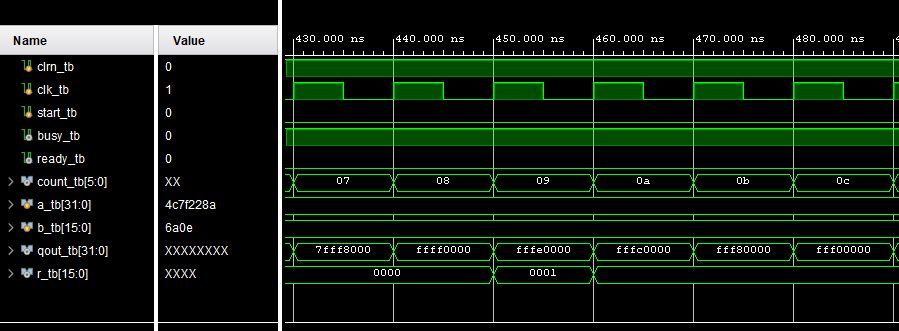 Name Value
430.000 ns 440.000 ns 450.000 ns 460.000 ns 470.000 ns 480.000 ns
clrn_tb 0
clk_tb 1
start_tb 0
busy_tb 0
ready_tb 0
count_tb[5:0] XX 07 08 09 0a 0b 0c
a_tb[31:0] 4c7f228a
b_tb[15:0] 6a0e
qout_tb[31:0] XXXXXXXX 7fff8000 ffff0000 fffe0000 fffc0000 fff80000 fff00000
r_tb[15:0] XXXX 0000 0001